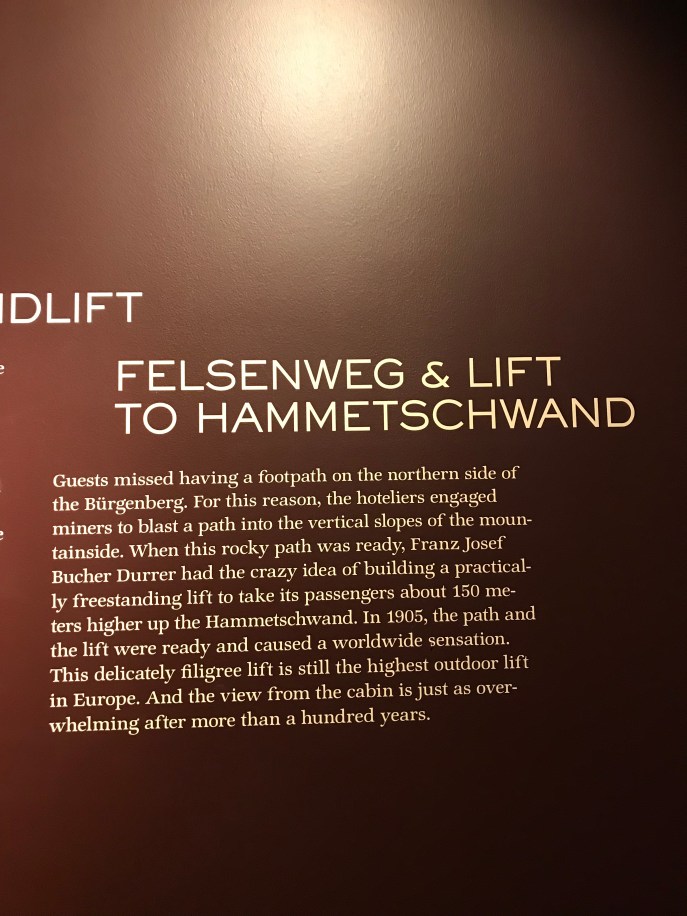 IDLIFT
FELSENWEG & LIFT
TO HAMMETSCHWAND
Guests missed having a footpath on the northern side of
the Bürgenberg. For this reason, the hoteliers engaged
miners to blast a path into the vertical slopes of the moun-
tainside. When this rocky path was ready, Franz Josef
Bucher Durrer had the crazy idea of building a practical-
ly freestanding lift to take its passengers about 150 me-
ters higher up the Hammetschwand. In 1905, the path and
the lift were ready and caused a worldwide sensation.
This delicately filigree lift is still the highest outdoor lift
in Europe. And the view from the cabin is just as over-
whelming after more than a hundred years.